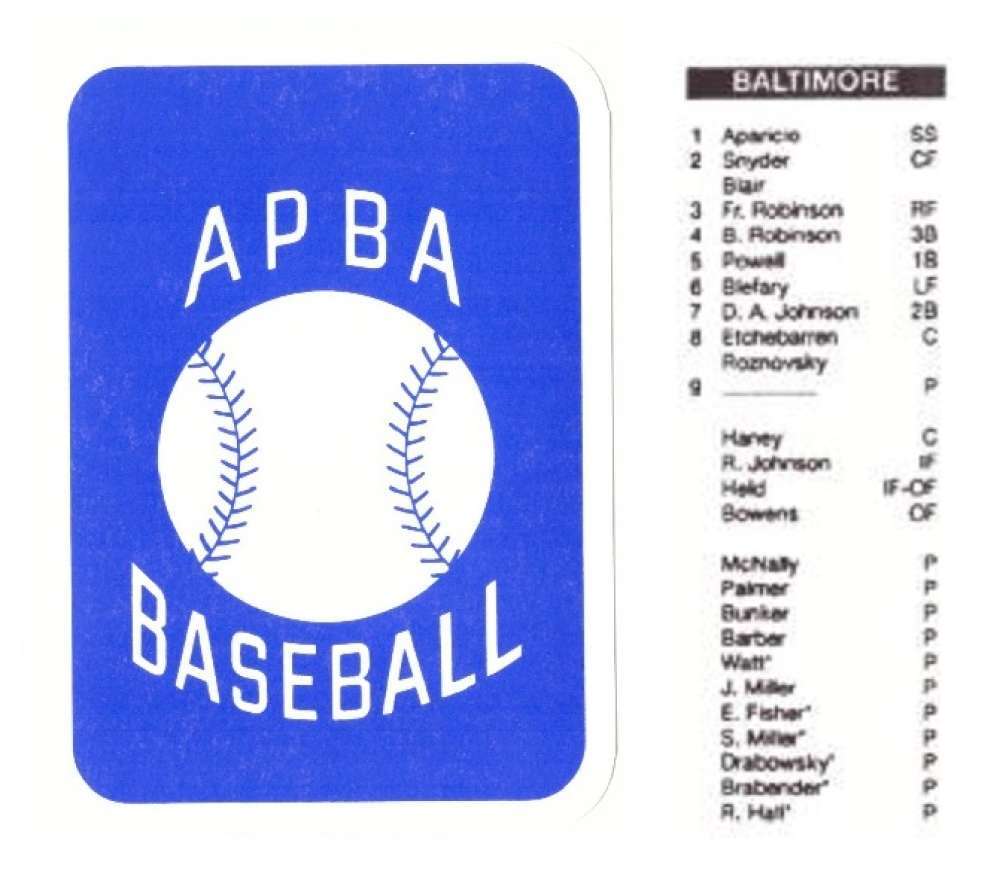 APBA
BASEBALL
BALTIMORE
1 Aparicio SS
2 Snyder CF
Blair
3 Fr. Robinson RF
4 B. Robinson 3B
5 Powell 1B
6 Blefary LF
7 D. A. Johnson 2B
8 Etchebarren C
Roznovsky
9 __________ P
Haney C
R. Johnson IF
Held IF-OF
Bowens OF
McNally P
Palmer P
Bunker P
Barber P
Watt* P
J. Miller P
E. Fisher* P
S. Miller* P
Drabowsky* P
Brabender* P
R. Hall* P